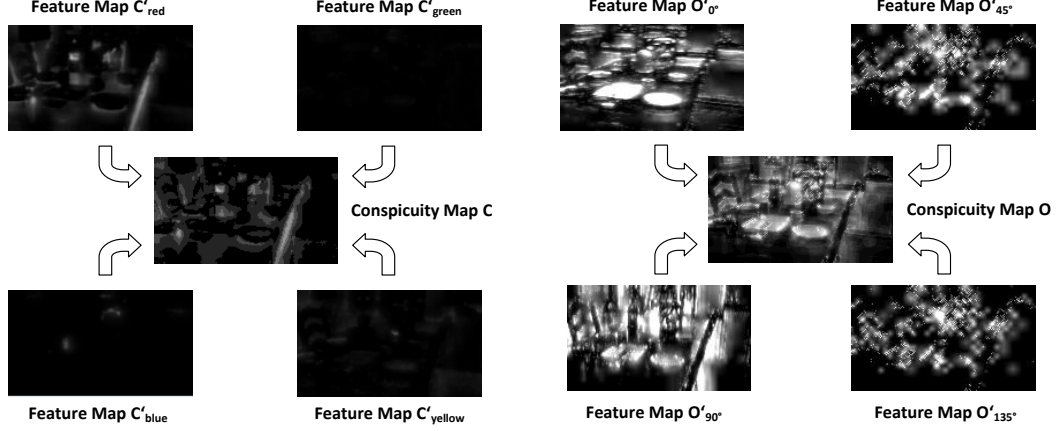 Feature Map C‘red
Feature Map C‘green
Feature Map O‘0°
Feature Map O‘45°
Conspicuity Map C
Conspicuity Map O
Feature Map C‘blue
Feature Map C‘yellow
Feature Map O‘90°
Feature Map O‘135°